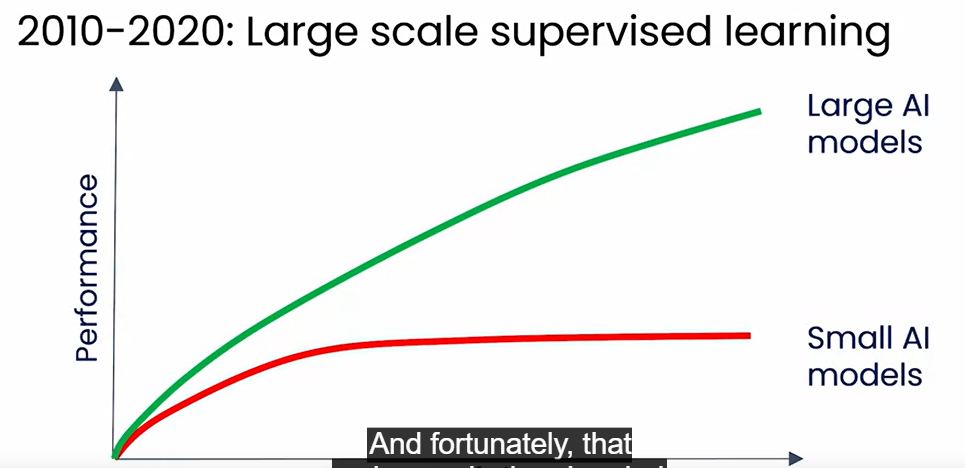 2010-2020: Large scale supervised learning
Large AI
models
Performance
Small AI
models
And fortunately, that